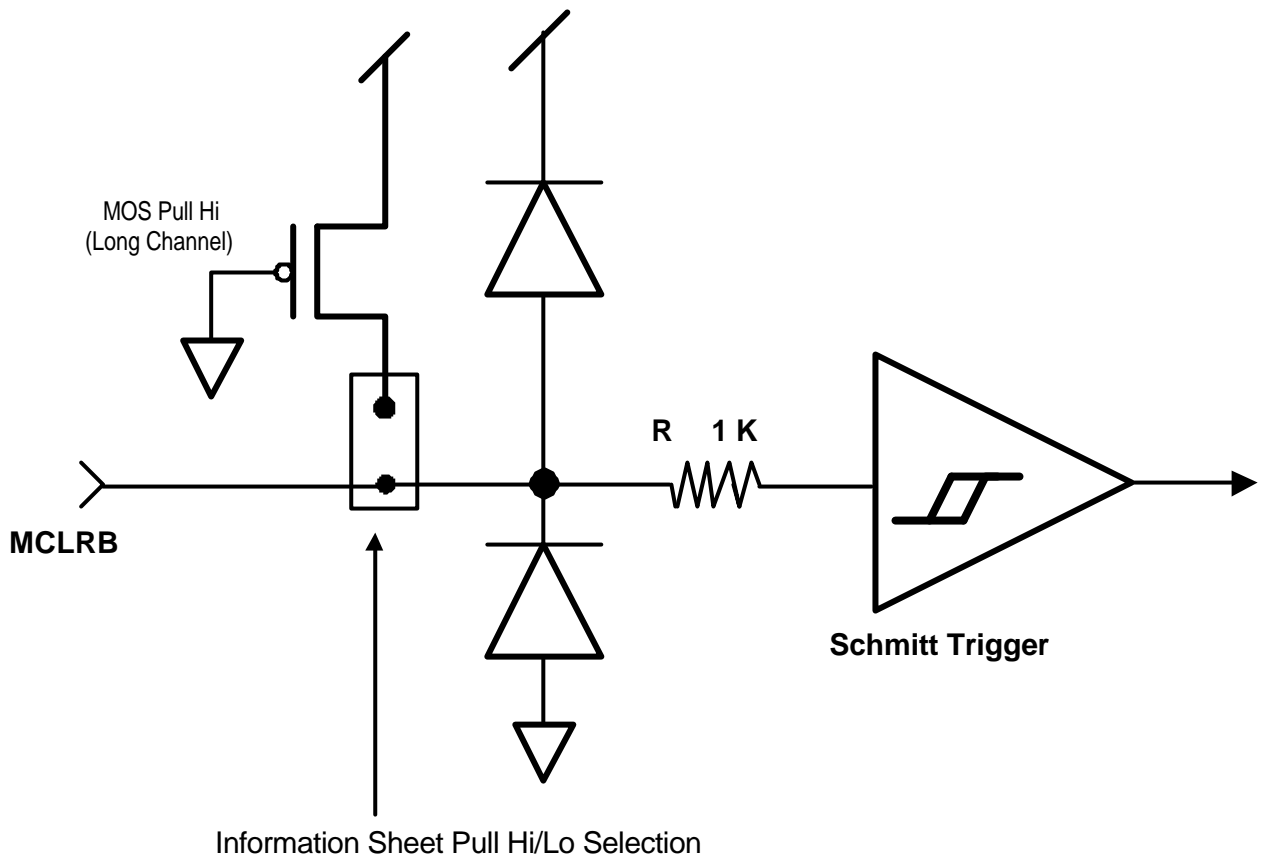 MOS Pull Hi
(Long Channel)
R 1 K
MCLRB
Schmitt Trigger
Information Sheet Pull Hi/Lo Selection